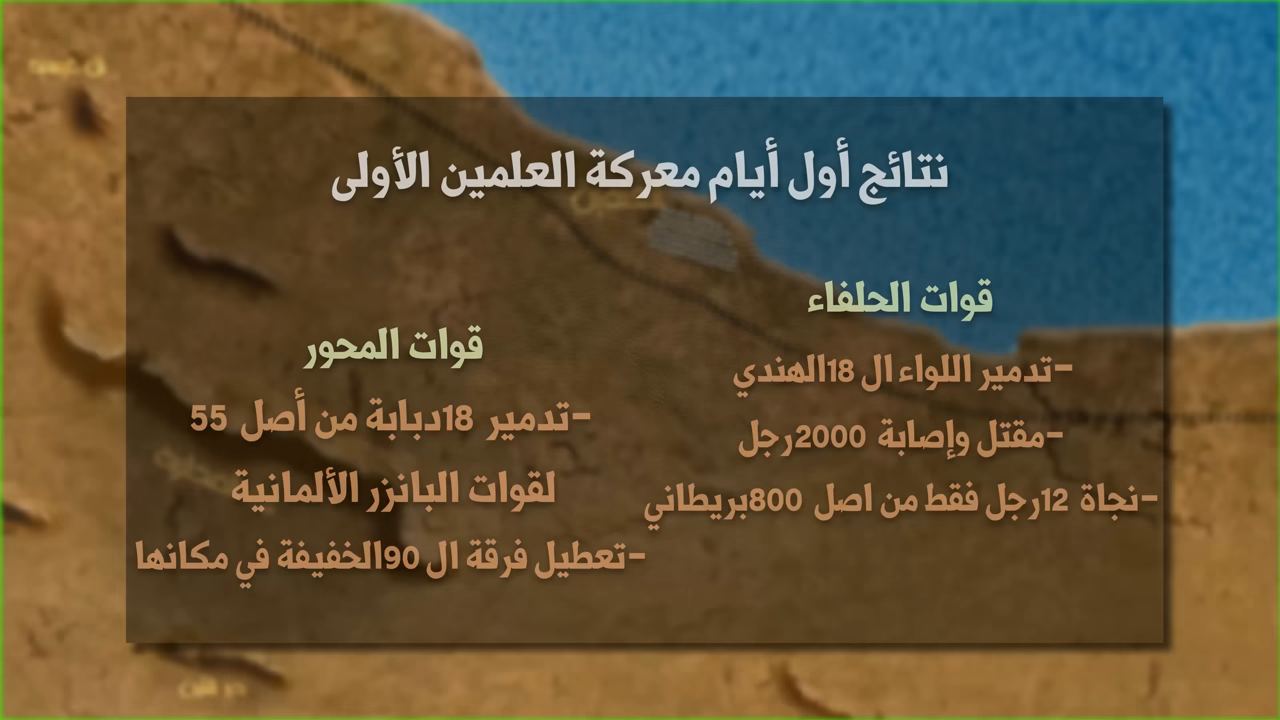 نتائج أول أيامِ معركة العلمين الأولى
قوات الحلفاء
-تدمير اللواء ال 18الهندي
-مقتل وإصابة 2000رجل
-نجاة 12رجل فقط من اصل 800بريطاني
قوات المحور
-تدمير 18دبابة من أصل 55
لقوات البانزر الألمانية
-تعطيل فرقة ال 90الخفيفة في مكانها